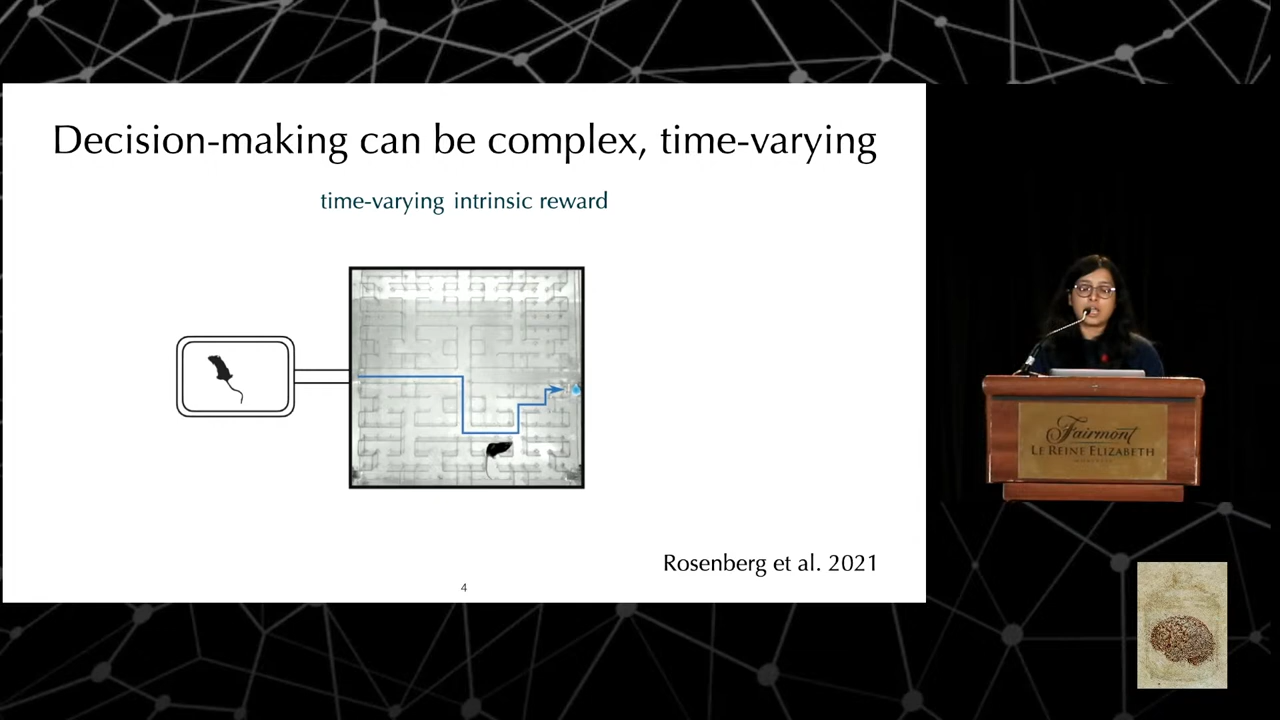 Decision-making can be complex, time-varying
time-varying intrinsic reward
Rosenberg et al. 2021
4
Fairmont
LE REINE ELIZABETH